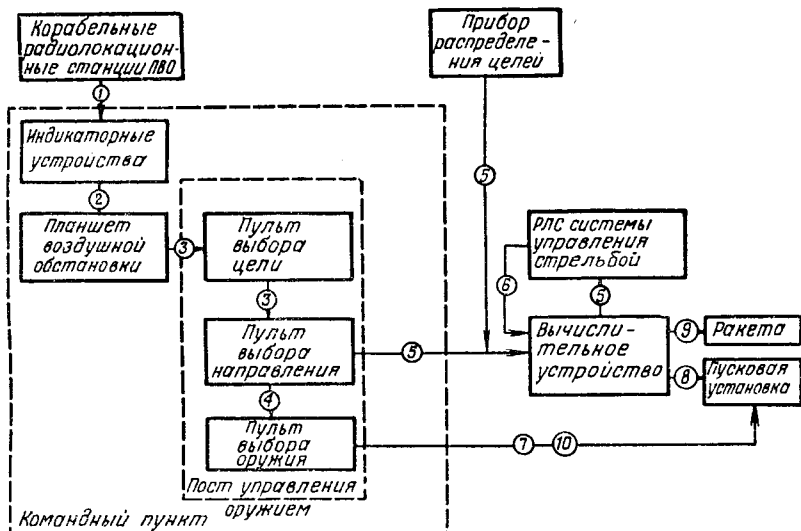 Корабельные
радиолокацион-
ные станции ПВО
Прибор
распределе-
ния целей
1
Индикаторные
устройства
2
5
Планшет
воздушной
обстановки
3
Пульт
выбора
цели
РЛС системы
управления
стрельбой
3
6
5
Пульт
выбора
направления
5
Вычисли-
тельное
устройство
9
Ракета
8
Пусковая
установка
4
Пульт
выбора
оружия
7
10
Пост управления
оружием
Командный пункт